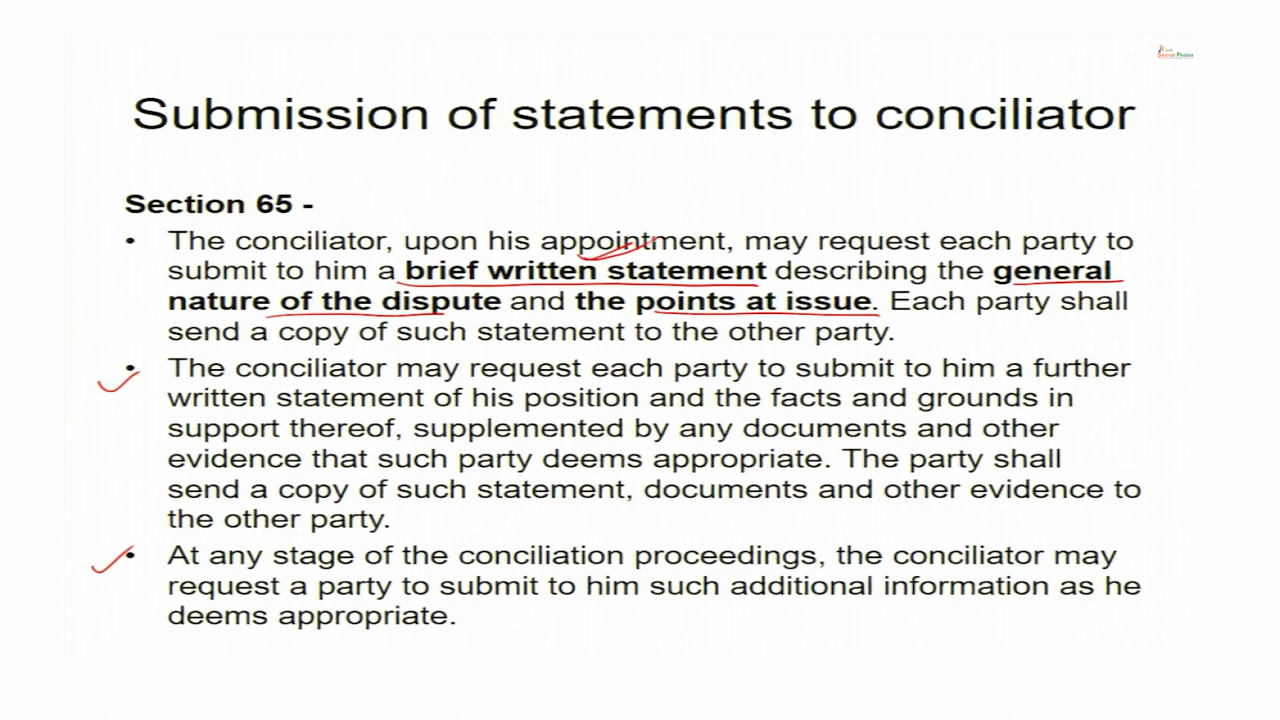 Submission of statements to conciliator
Section 65 -
• The conciliator, upon his appointment, may request each party to
submit to him a brief written statement describing the general
nature of the dispute and the points at issue. Each party shall
send a copy of such statement to the other party.
• The conciliator may request each party to submit to him a further
written statement of his position and the facts and grounds in
support thereof, supplemented by any documents and other
evidence that such party deems appropriate. The party shall
send a copy of such statement, documents and other evidence to
the other party.
• At any stage of the conciliation proceedings, the conciliator may
request a party to submit to him such additional information as he
deems appropriate.